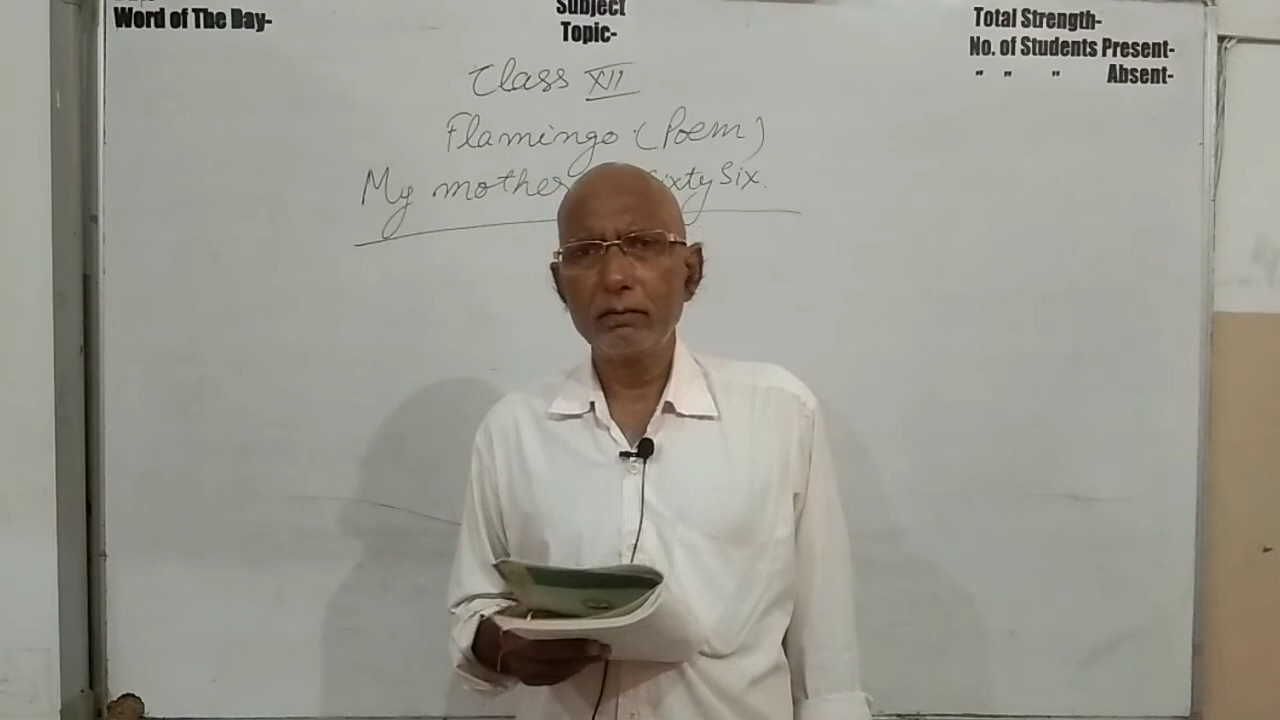 Word of The Day-
Subject
Topic-
Total Strength-
No. of Students Present-
" " " Absent-
Class XII
Flamingo (Poem)
My mothe Sixty Six.